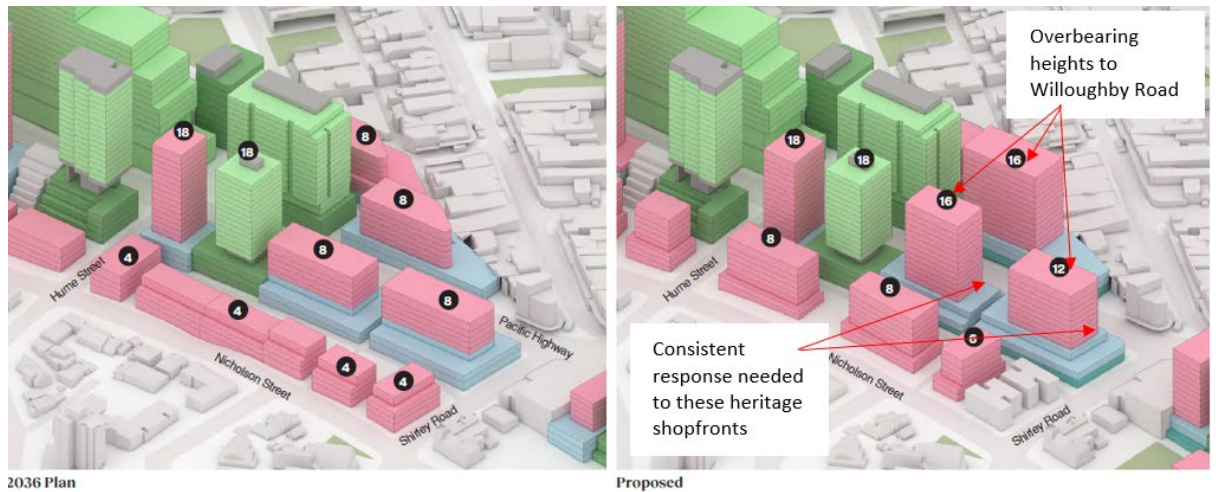 18
8
18
8
8
4
8
4
4
4
Hume Street
Nicholson Street
Pacific Highway
Shirley Road
2036 Plan
Overbearing
heights to
Willoughby Road
18
18
16
16
8
12
8
6
Hume Street
Nicholson Street
Shirley Road
Consistent
response needed
to these heritage
shopfronts
Proposed